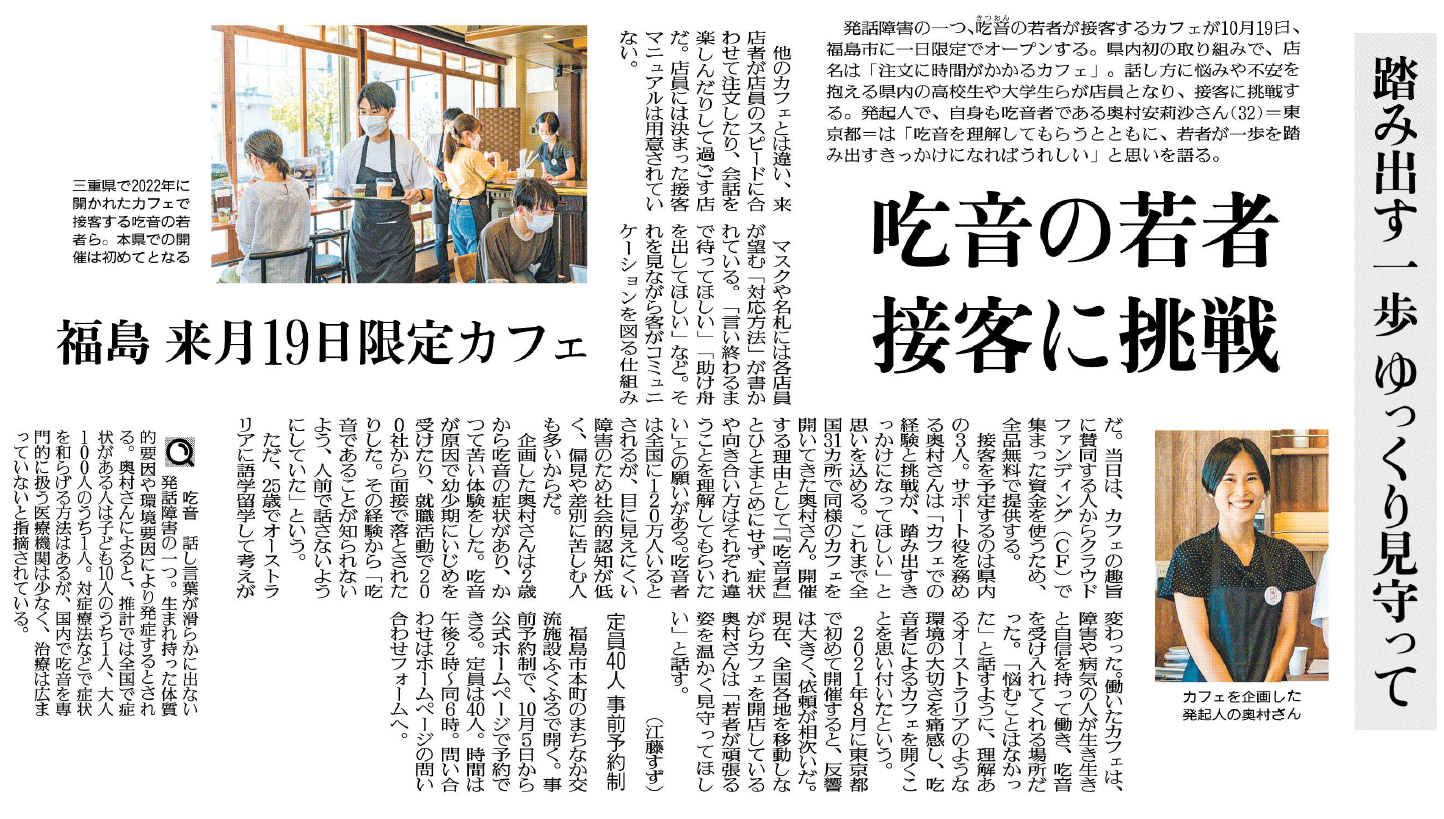 踏み出す一歩 ゆっくり見守って
吃音の若者
接客に挑戦
福島 来月19日限定カフェ
発話障害の一つ、吃音の若者が接客するカフェが10月19日、
福島市に一日限定でオープンする。県内初の取り組みで、店
名は「注文に時間がかかるカフェ」。話し方に悩みや不安を
抱える県内の高校生や大学生らが店員となり、接客に挑戦す
る。発起人で、自身も吃音者である奥村安莉沙さん(32)=東
京都=は「吃音を理解してもらうとともに、若者が一歩を踏
み出すきっかけになればうれしい」と思いを語る。
きつおん
他のカフェとは違い、来
店者が店員のスピードに合
わせて注文したり、会話を
楽しんだりして過ごす店
だ。店員には決まった接客
マニュアルは用意されてい
ない。
マスクや名札には各店員
が望む「対応方法」が書か
れている。「言い終わるま
で待ってほしい」「助け舟
を出してほしい」など。そ
れを見ながら客がコミュニ
ケーションを図る仕組み
だ。当日は、カフェの趣旨
に賛同する人からクラウド
ファンディング(CF)で
集まった資金を使うため、
全品無料で提供する。
接客を予定するのは県内
の3人。サポート役を務め
る奥村さんは「カフェでの
経験と挑戦が、踏み出すき
っかけになってほしい」と
思いを込める。これまで全
国31カ所で同様のカフェを
開いてきた奥村さん。開催
する理由として『「吃音者」
とひとまとめにせず、症状
や向き合い方はそれぞれ違
うことを理解してもらいた
い』との願いがある。吃音者
は全国に120万人いると
されるが、目に見えにくい
障害のため社会的認知が低
く、偏見や差別に苦しむ人
も多いからだ。
企画した奥村さんは2歳
から吃音の症状があり、か
つて苦い体験をした。吃音
が原因で幼少期にいじめを
受けたり、就職活動で20
0社から面接で落とされた
りした。その経験から「吃
音であることが知られない
よう、人前で話さないよう
にしていた」という。
ただ、25歳でオーストラ
リアに語学留学して考えが
変わった。働いたカフェは、
障害や病気の人が生き生き
と自信を持って働き、吃音
を受け入れてくれる場所だ
った。「悩むことはなかっ
た」と話すように、理解あ
るオーストラリアのような
環境の大切さを痛感し、吃
音者によるカフェを開くこ
とを思い付いたという。
2021年8月に東京都
で初めて開催すると、反響
は大きく、依頼が相次いだ。
現在、全国各地を移動しな
がらカフェを開店している
奥村さんは「若者が頑張る
姿を温かく見守ってほし
い」と話す。
(江藤すず)
定員40人 事前予約制
福島市本町のまちなか交
流施設ふくふるで開く。事
前予約制で、10月5日から
公式ホームページで予約で
きる。定員は40人。時間は
午後2時〜同6時。問い合
わせはホームページの問い
合わせフォームへ。
吃音 話し言葉が滑らかに出ない
発話障害の一つ。生まれ持った体質
的要因や環境要因により発症するとされ
る。奥村さんによると、推計では全国で症
状がある人は子ども10人のうち1人、大人
100人のうち1人。対症療法などで症状
を和らげる方法はあるが、国内で吃音を専
門的に扱う医療機関は少なく、治療は広ま
っていないと指摘されている。
三重県で2022年に
開かれたカフェで
接客する吃音の若
者ら。本県での開
催は初めてとなる
カフェを企画した
発起人の奥村さん